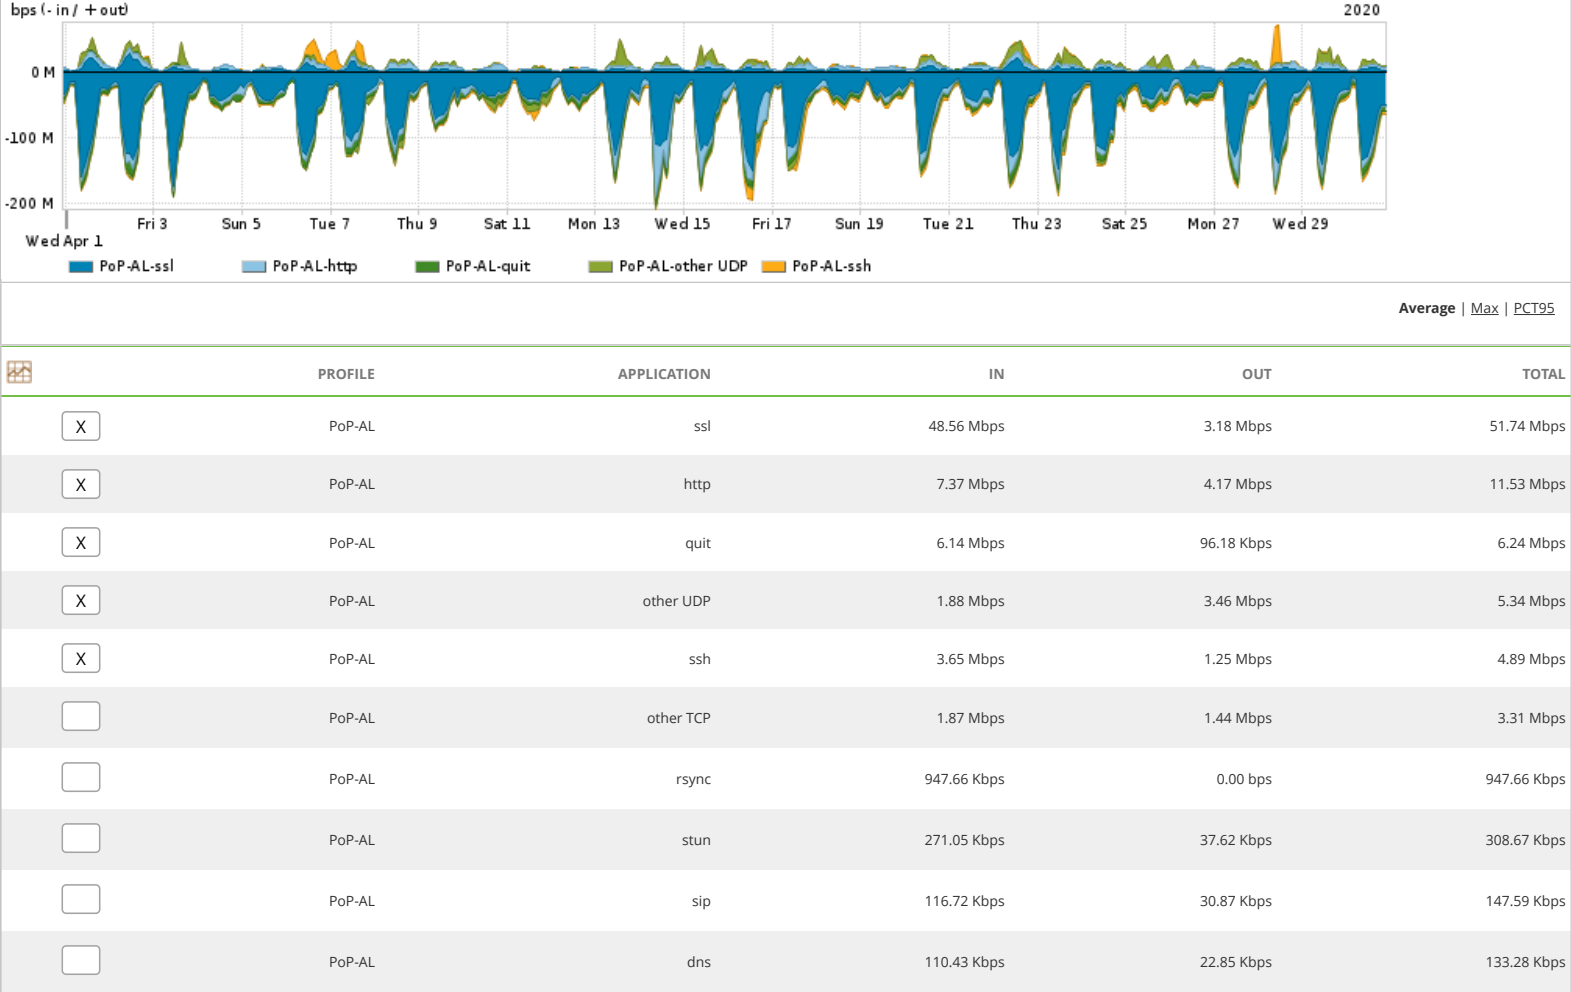 bps (- in / + out) 2020
0 M
-100 M
-200 M
Fri 3 Sun 5 Tue 7 Thu 9 Sat 11 Mon 13 Wed 15 Fri 17 Sun 19 Tue 21 Thu 23 Sat 25 Mon 27 Wed 29
Wed Apr 1
PoP-AL-ssl PoP-AL-http PoP-AL-quit PoP-AL-other UDP PoP-AL-ssh
Average | Max | PCT95
PROFILE APPLICATION IN OUT TOTAL
X PoP-AL ssl 48.56 Mbps 3.18 Mbps 51.74 Mbps
X PoP-AL http 7.37 Mbps 4.17 Mbps 11.53 Mbps
X PoP-AL quit 6.14 Mbps 96.18 Kbps 6.24 Mbps
X PoP-AL other UDP 1.88 Mbps 3.46 Mbps 5.34 Mbps
X PoP-AL ssh 3.65 Mbps 1.25 Mbps 4.89 Mbps
PoP-AL other TCP 1.87 Mbps 1.44 Mbps 3.31 Mbps
PoP-AL rsync 947.66 Kbps 0.00 bps 947.66 Kbps
PoP-AL stun 271.05 Kbps 37.62 Kbps 308.67 Kbps
PoP-AL sip 116.72 Kbps 30.87 Kbps 147.59 Kbps
PoP-AL dns 110.43 Kbps 22.85 Kbps 133.28 Kbps